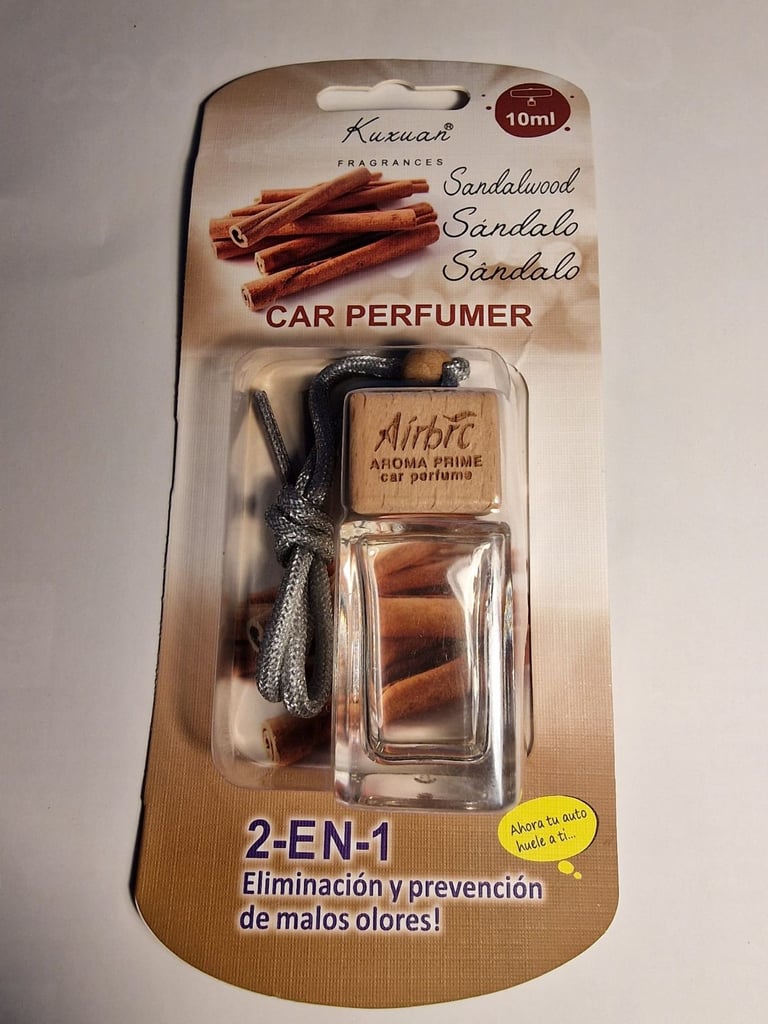 Kuxuan®
FRAGRANCES
10ml
Sandalwood
Sándalo
Sândalo
CAR PERFUMER
Airbrc
AROMA PRIME
car perfume
2-EN-1
Eliminación y prevención
de malos olores!
Ahora tu auto
huele a ti...